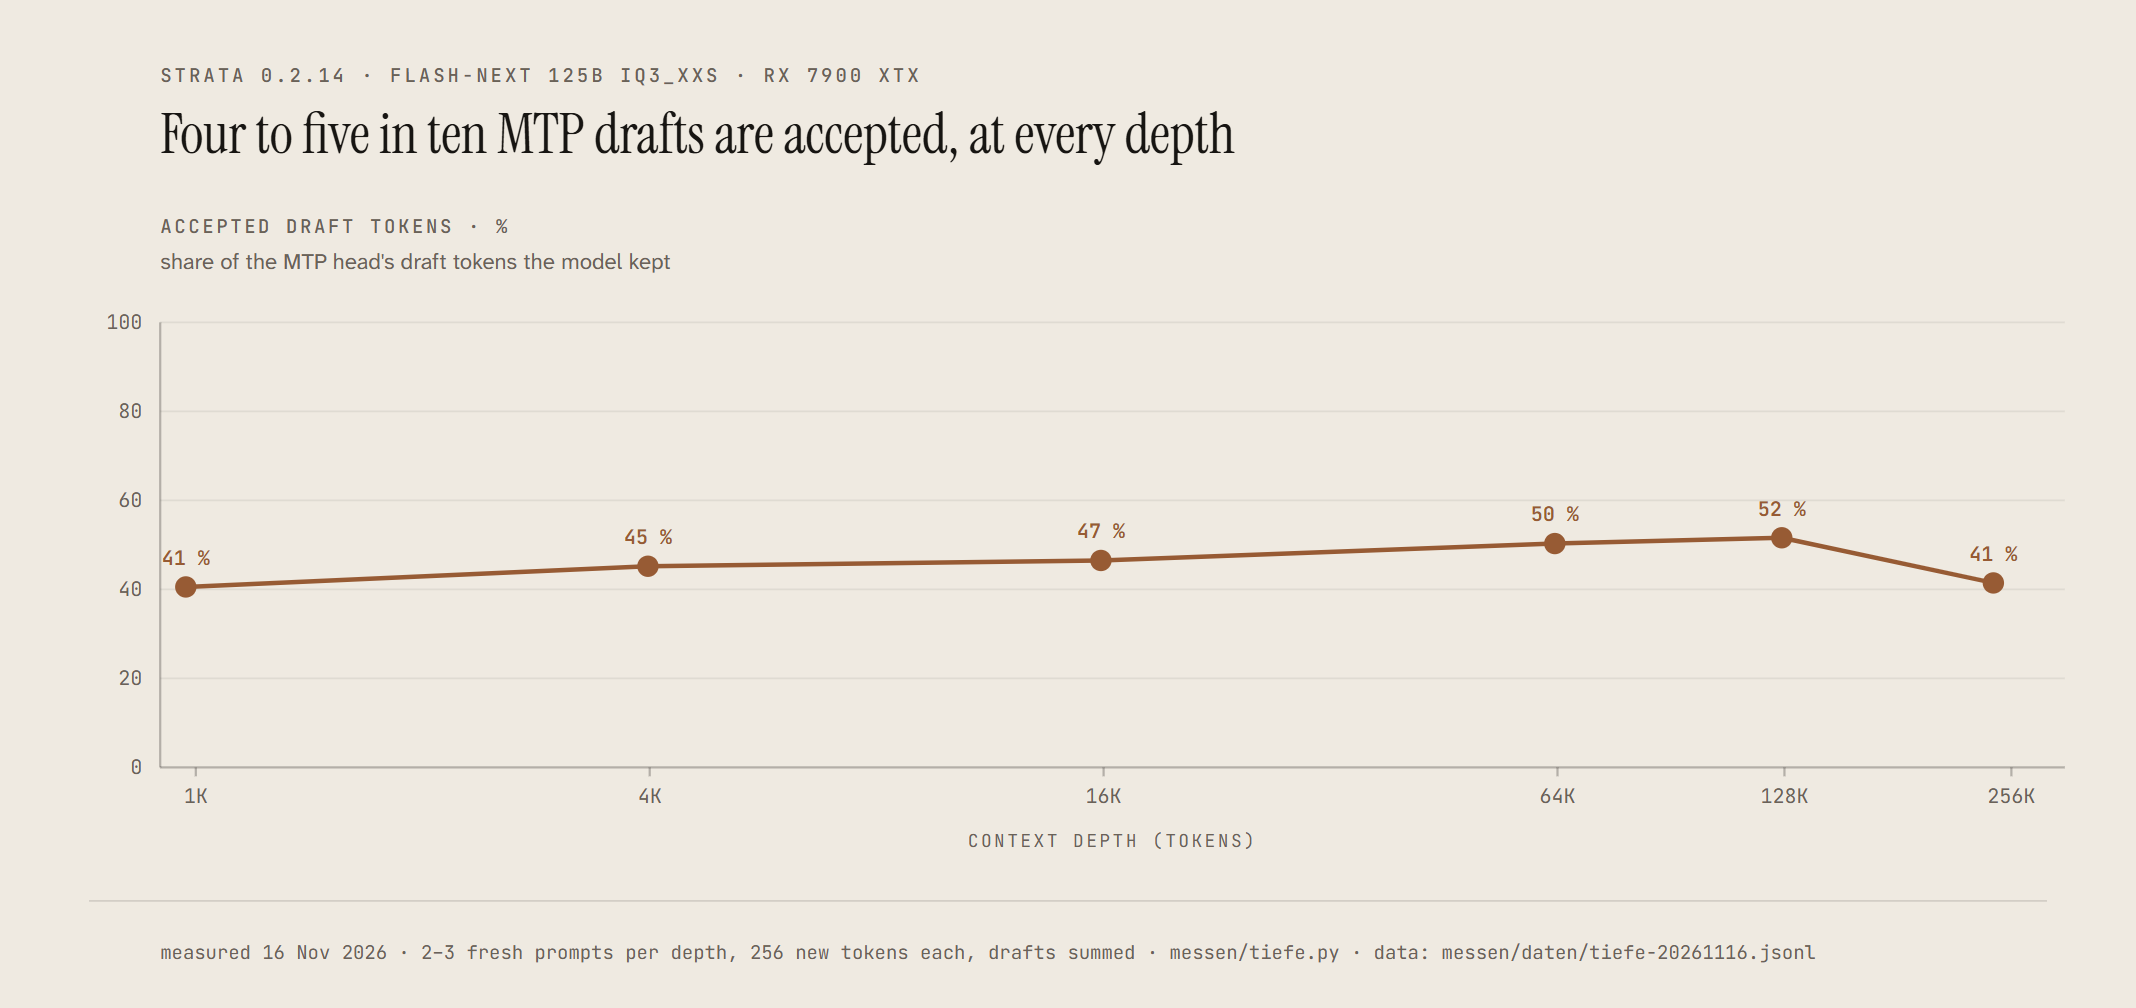 STRATA 0.2.14 · FLASH-NEXT 125B IQ3_XXS · RX 7900 XTX
Four to five in ten MTP drafts are accepted, at every depth
ACCEPTED DRAFT TOKENS · %
share of the MTP head's draft tokens the model kept
100
80
60
40
20
0
41 %
45 %
47 %
50 %
52 %
41 %
1K
4K
16K
64K
128K
256K
CONTEXT DEPTH (TOKENS)
measured 16 Nov 2026 · 2–3 fresh prompts per depth, 256 new tokens each, drafts summed · messen/tiefe.py · data: messen/daten/tiefe-20261116.jsonl